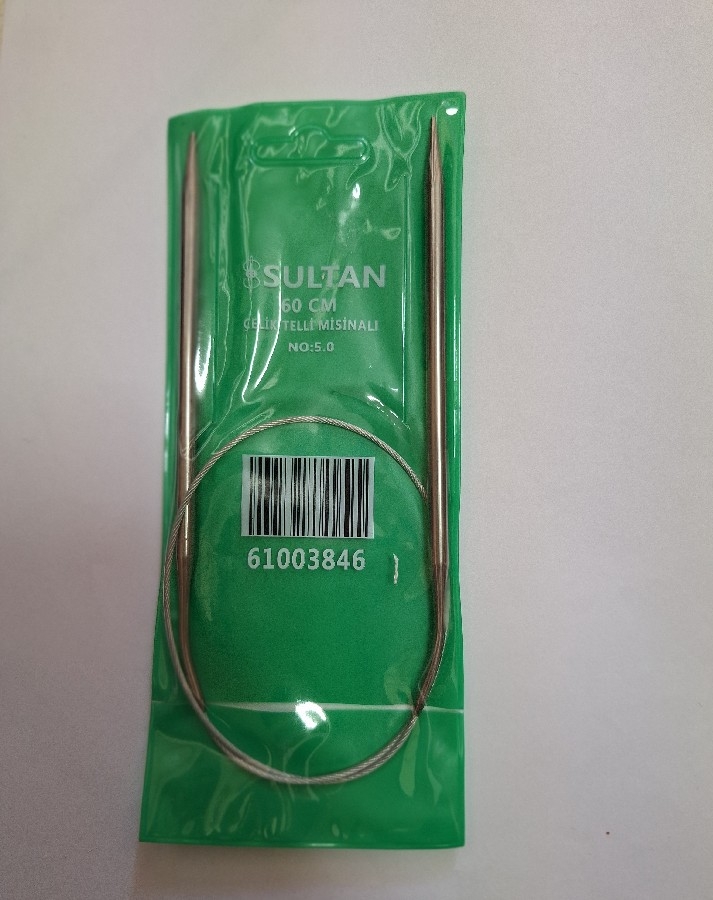 SULTAN
60 CM
ÇELİK TELLİ MİSİNALI
NO:5.0
61003846